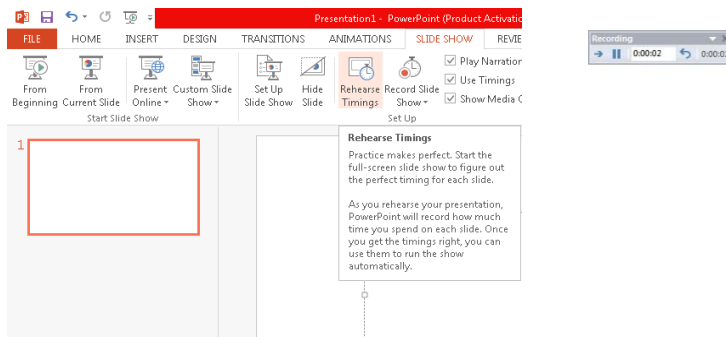 Presentation1 - PowerPoint (Product Activatic
FILE HOME INSERT DESIGN TRANSITIONS ANIMATIONS SLIDE SHOW REVIE
From Beginning
From Current Slide
Present Online
Custom Slide Show
Set Up Slide Show
Hide Slide
Rehearse Timings
Record Slide Show
Play Narration
Use Timings
Show Media C
Start Slide Show
Set Up
1
Rehearse Timings
Practice makes perfect. Start the
full-screen slide show to figure out
the perfect timing for each slide.
As you rehearse your presentation,
PowerPoint will record how much
time you spend on each slide. Once
you get the timings right, you can
use them to run the show
automatically.
Recording
0:00:02 0:00:02